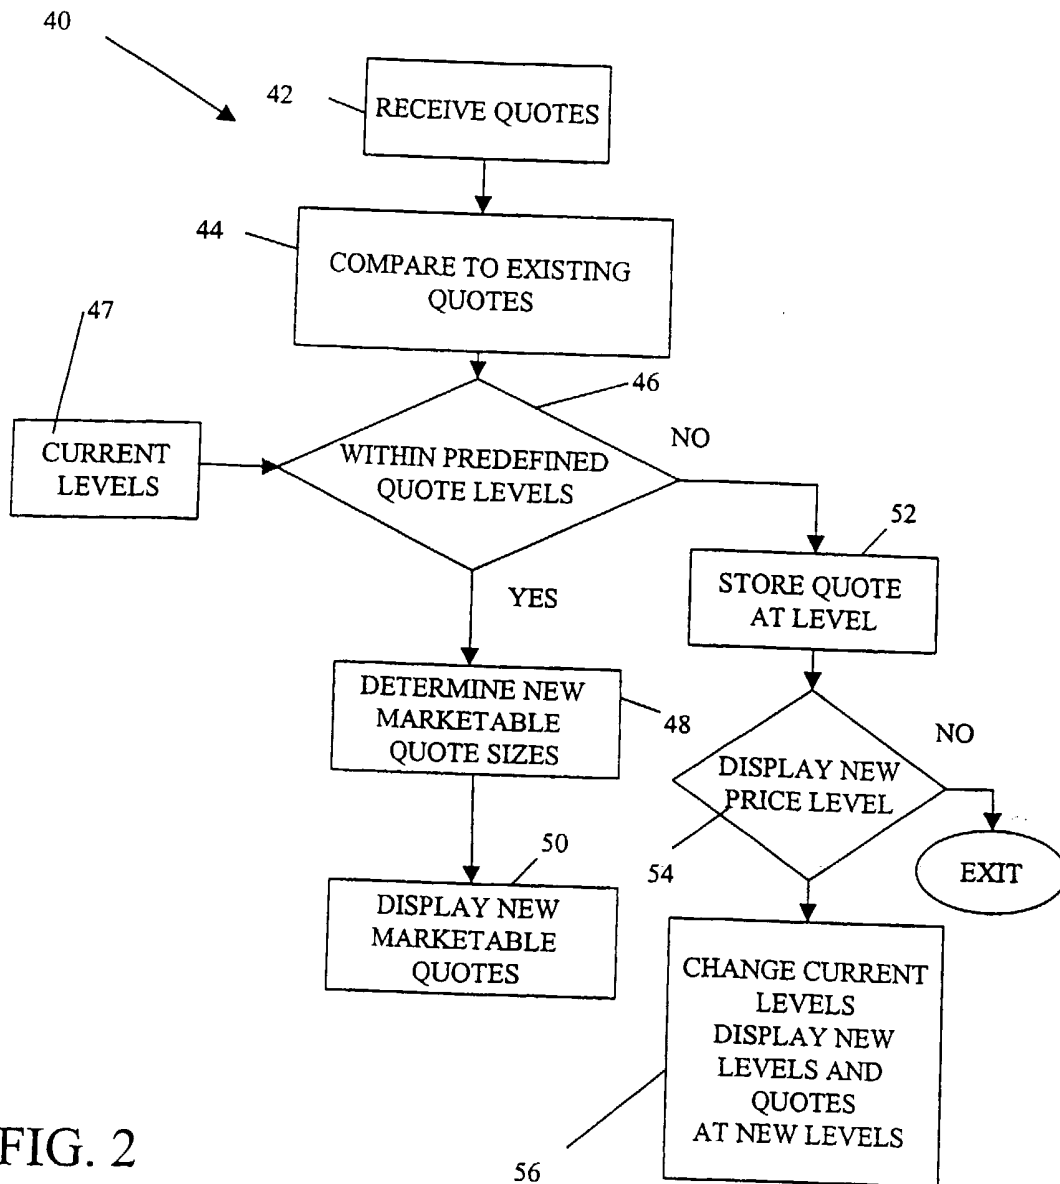 40
42
RECEIVE QUOTES
44
COMPARE TO EXISTING
QUOTES
47
46
CURRENT
LEVELS
WITHIN PREDEFINED
QUOTE LEVELS
NO
52
STORE QUOTE
AT LEVEL
YES
DETERMINE NEW
MARKETABLE
QUOTE SIZES
48
NO
DISPLAY NEW
PRICE LEVEL
54
EXIT
50
DISPLAY NEW
MARKETABLE
QUOTES
CHANGE CURRENT
LEVELS
DISPLAY NEW
LEVELS AND
QUOTES
AT NEW LEVELS
56
FIG. 2